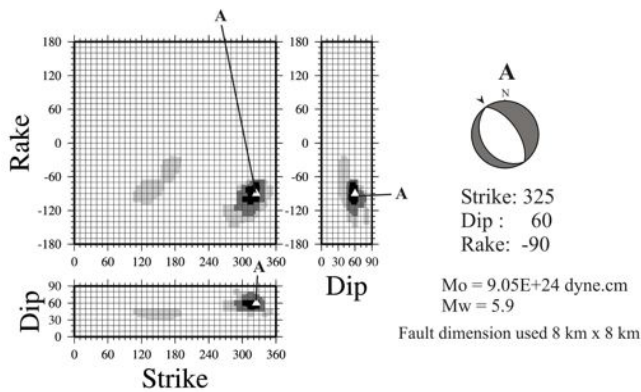 A
A
180
120
60
0
-60
-120
-180
Rake
0 60 120 180 240 300 360
180
120
60
0
-60
-120
-180
A
0 30 60 90
Dip
N
Strike: 325
Dip : 60
Rake: -90
A
90
60
30
0
Dip
0 60 120 180 240 300 360
Strike
Mo = 9.05E+24 dyne.cm
Mw = 5.9
Fault dimension used 8 km x 8 km